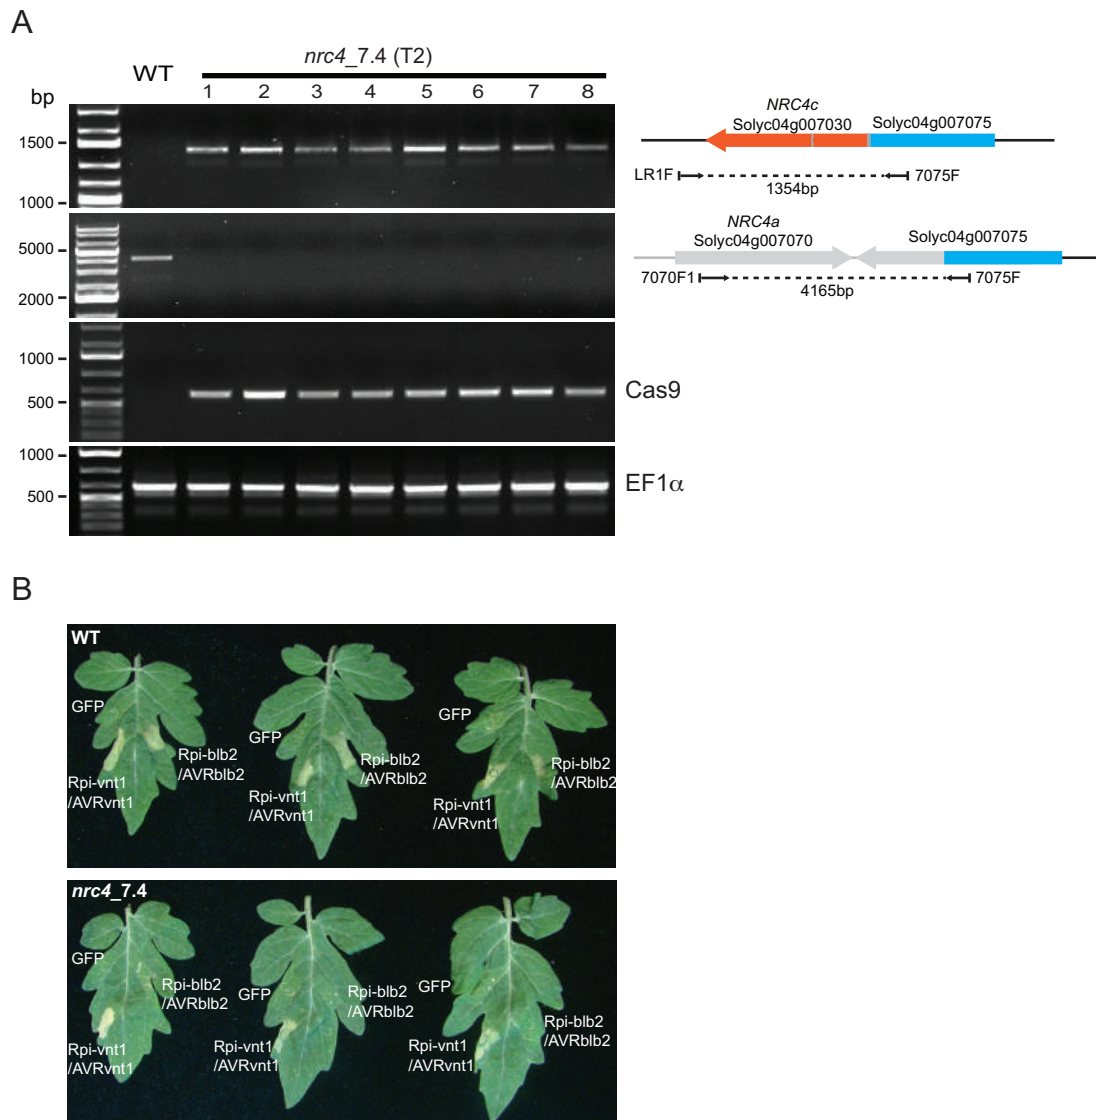 A
nrc4_7.4 (T2)
WT
bp
1 2 3 4 5 6 7 8
1500
1000
5000
2000
1000
500
Cas9
1000
500
EF1α
NRC4c
Solyc04g007030 Solyc04g007075
LR1F 7075F
1354bp
NRC4a
Solyc04g007070 Solyc04g007075
7070F1 7075F
4165bp
B
WT
GFP
Rpi-blb2
/AVRblb2
Rpi-vnt1
/AVRvnt1
GFP
Rpi-blb2
/AVRblb2
Rpi-vnt1
/AVRvnt1
GFP
Rpi-blb2
/AVRblb2
Rpi-vnt1
/AVRvnt1
nrc4_7.4
GFP
Rpi-blb2
/AVRblb2
Rpi-vnt1
/AVRvnt1
GFP
Rpi-blb2
/AVRblb2
Rpi-vnt1
/AVRvnt1
GFP
Rpi-blb2
/AVRblb2
Rpi-vnt1
/AVRvnt1